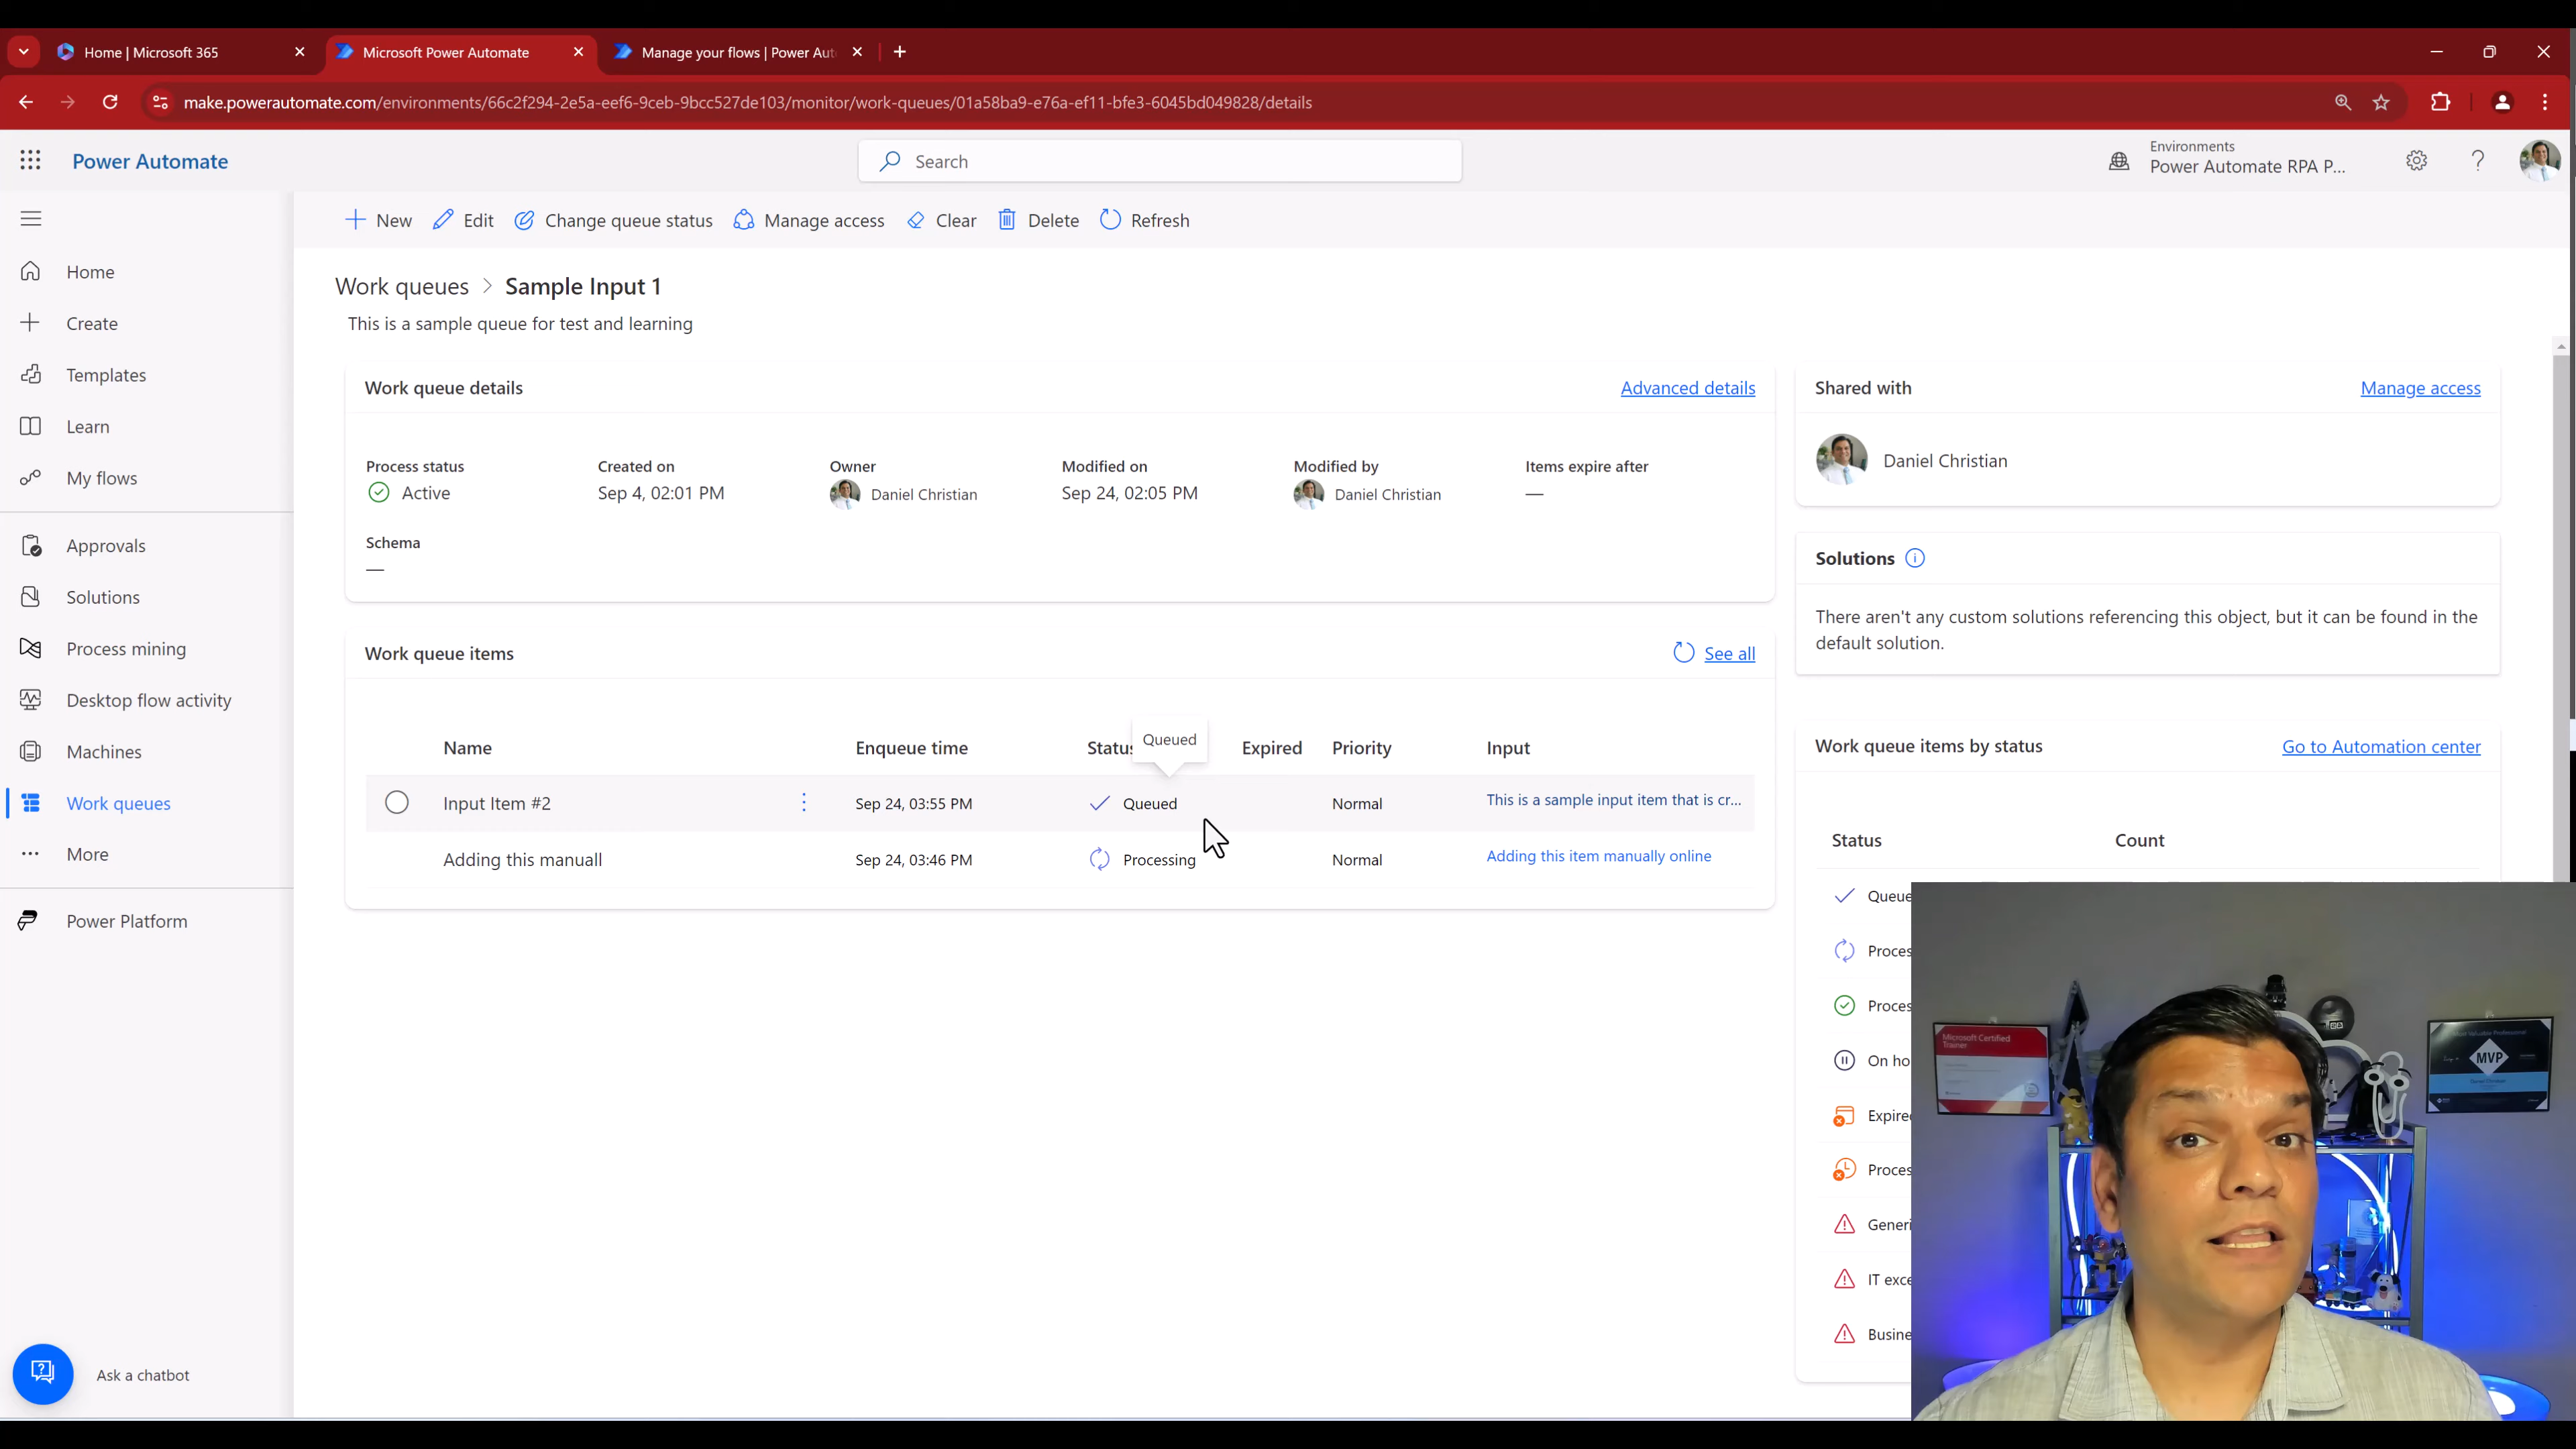 Home | Microsoft 365
Microsoft Power Automate
Manage your flows | Power Aut
make.powerautomate.com/environments/66c2f294-2e5a-eef6-9ceb-9bcc527de103/monitor/work-queues/01a58ba9-e76a-ef11-bfe3-6045bd049828/details
Power Automate
Search
Environments
Power Automate RPA P...
New
Edit
Change queue status
Manage access
Clear
Delete
Refresh
Home
Create
Templates
Learn
My flows
Approvals
Solutions
Process mining
Desktop flow activity
Machines
Work queues
More
Power Platform
Ask a chatbot
Work queues > Sample Input 1
This is a sample queue for test and learning
Work queue details
Advanced details
Process status
Active
Created on
Sep 4, 02:01 PM
Owner
Daniel Christian
Modified on
Sep 24, 02:05 PM
Modified by
Daniel Christian
Items expire after
—
Schema
—
Work queue items
See all
Queued
Name Enqueue time Status Expired Priority Input
Input Item #2 Sep 24, 03:55 PM Queued Normal This is a sample input item that is cr...
Adding this manuall Sep 24, 03:46 PM Processing Normal Adding this item manually online
Shared with
Manage access
Daniel Christian
Solutions
There aren't any custom solutions referencing this object, but it can be found in the
default solution.
Work queue items by status
Go to Automation center
Status Count
Queue
Proces
Proces
On ho
Expire
Proces
Generi
IT exce
Busine
Microsoft Certified
Trainer
MVP